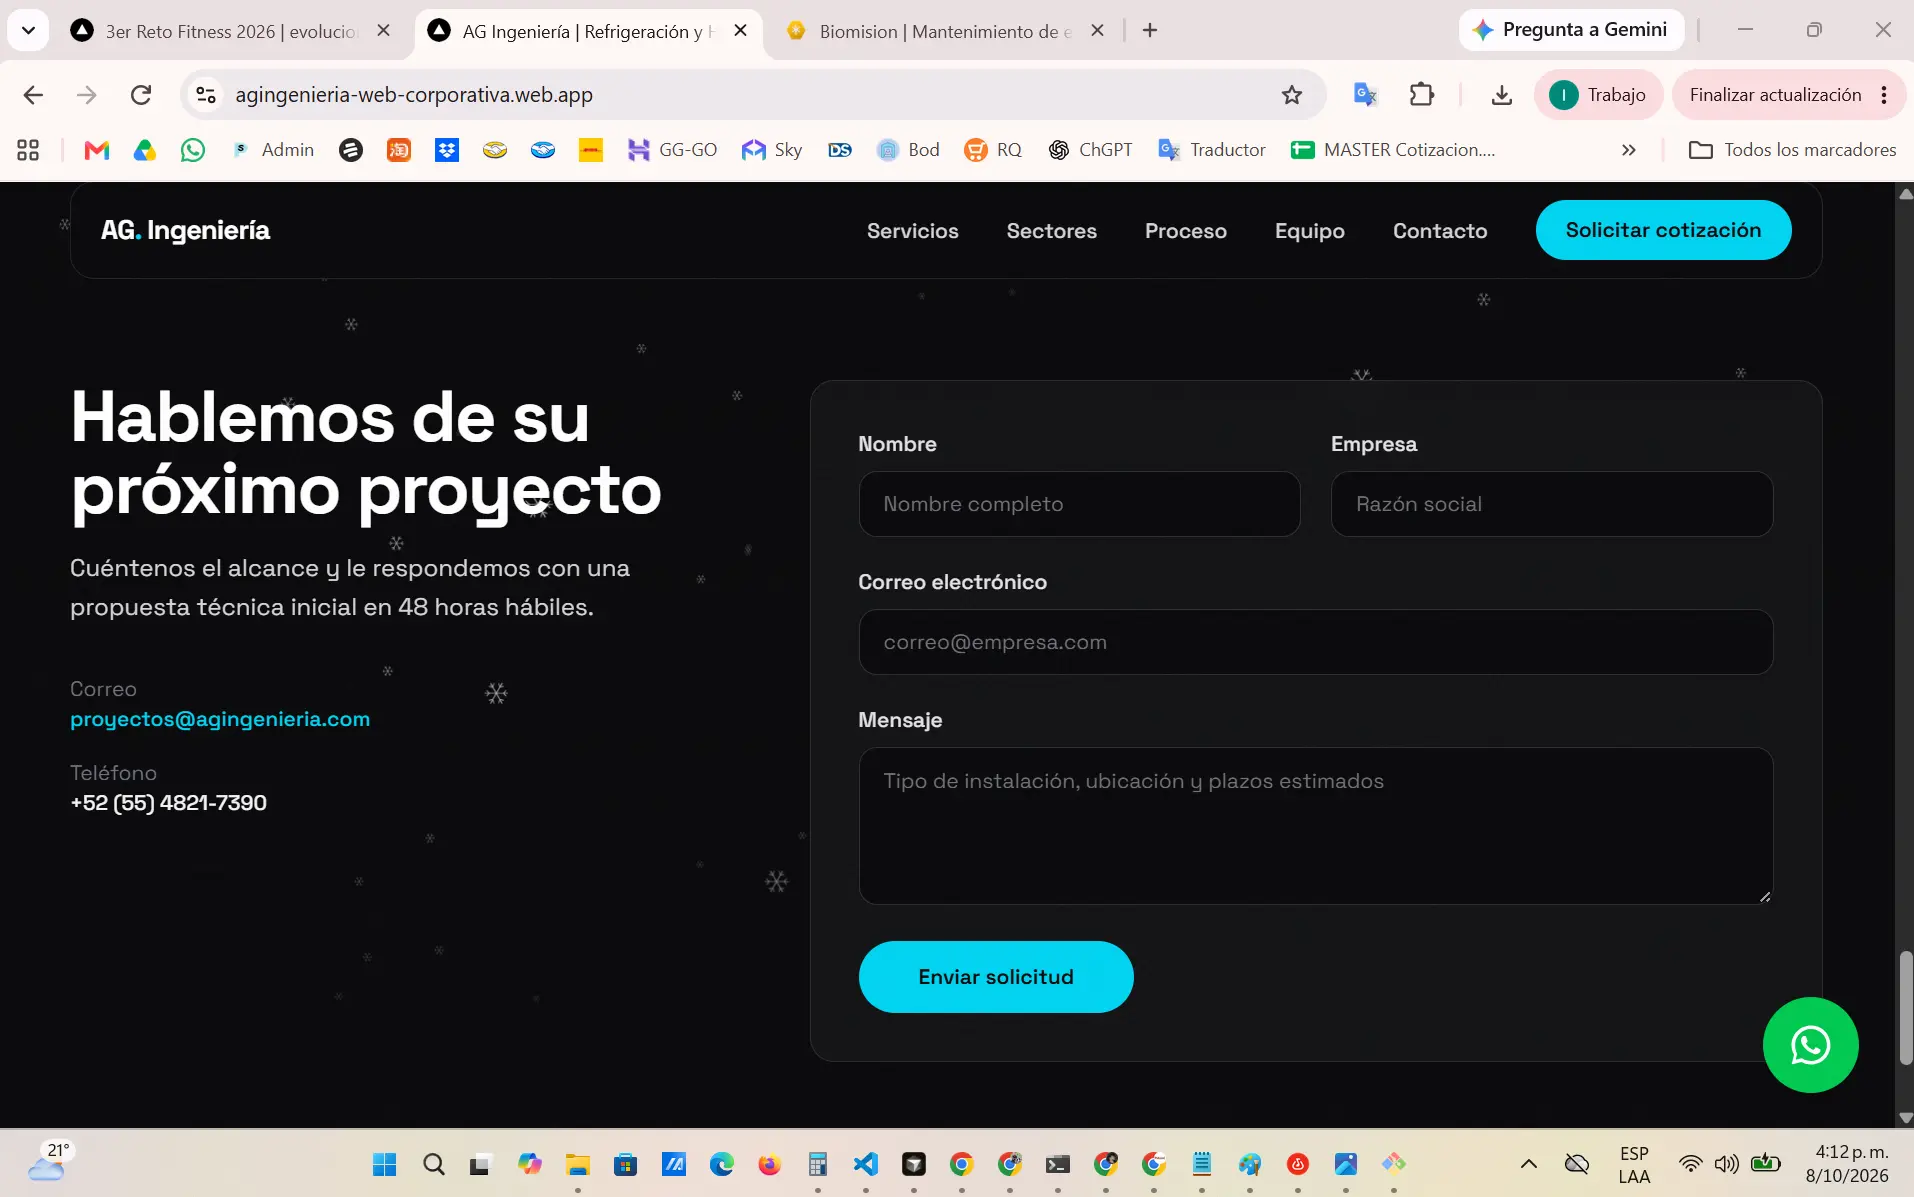 3er Reto Fitness 2026 | evolucio
AG Ingeniería | Refrigeración y H
Biomision | Mantenimiento de e
Pregunta a Gemini
agingenieria-web-corporativa.web.app
Trabajo
Finalizar actualización
Admin
GG-GO
Sky
DS
Bod
RQ
ChGPT
Traductor
MASTER Cotizacion....
Todos los marcadores
AG. Ingeniería
Servicios
Sectores
Proceso
Equipo
Contacto
Solicitar cotización
Hablemos de su
próximo proyecto
Cuéntenos el alcance y le respondemos con una
propuesta técnica inicial en 48 horas hábiles.
Correo
proyectos@agingenieria.com
Teléfono
+52 (55) 4821-7390
Nombre
Nombre completo
Empresa
Razón social
Correo electrónico
correo@empresa.com
Mensaje
Tipo de instalación, ubicación y plazos estimados
Enviar solicitud
21°
ESP
LAA
4:12 p. m.
8/10/2026